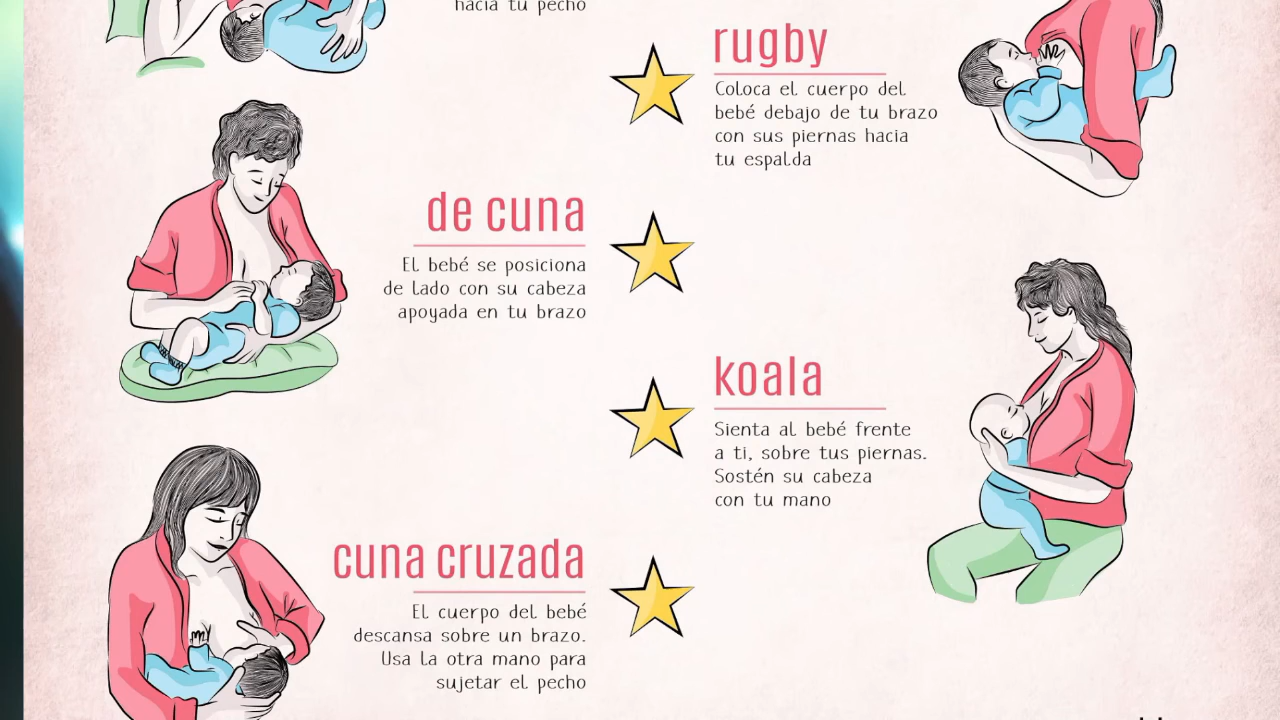 hacia tu pecho
rugby
Coloca el cuerpo del
bebé debajo de tu brazo
con sus piernas hacia
tu espalda
de cuna
El bebé se posiciona
de lado con su cabeza
apoyada en tu brazo
koala
Sienta al bebé frente
a ti, sobre tus piernas.
Sostén su cabeza
con tu mano
cuna cruzada
El cuerpo del bebé
descansa sobre un brazo.
Usa la otra mano para
sujetar el pecho